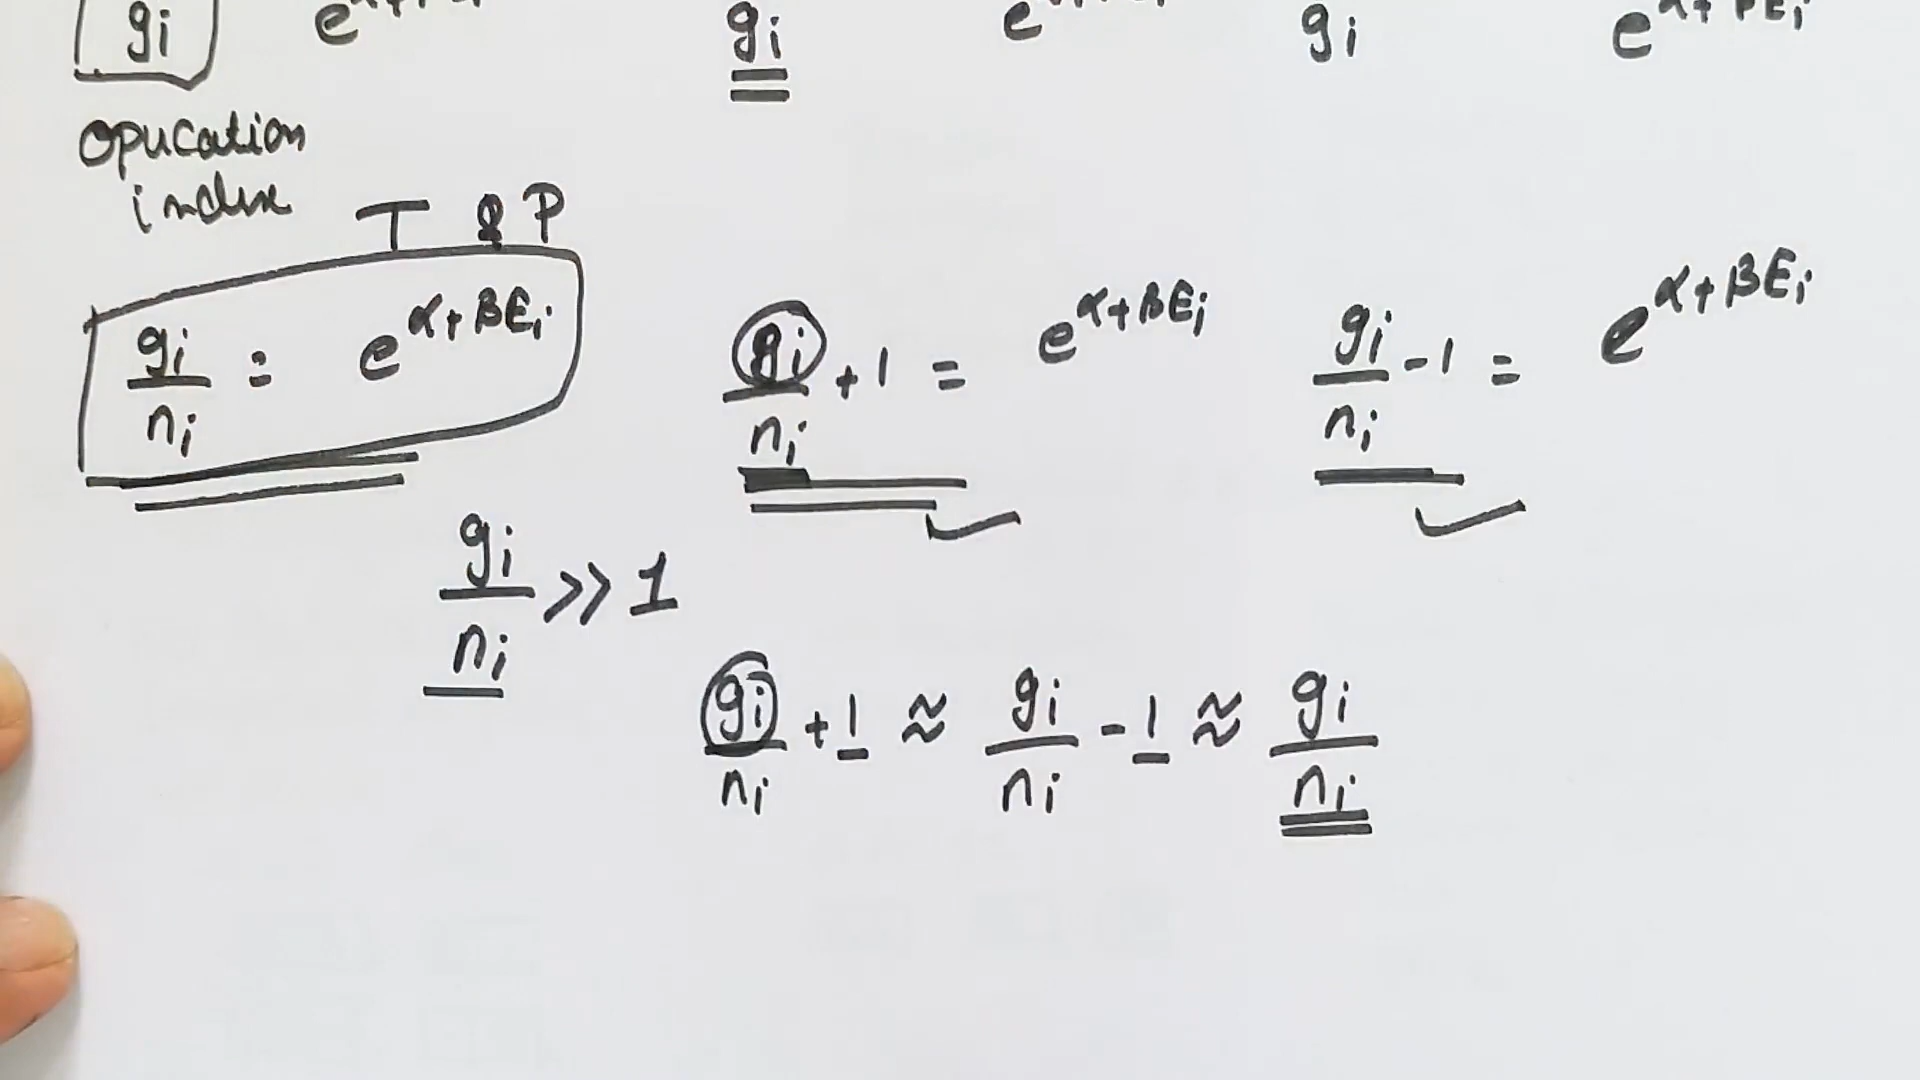 gi e gi e gi e^α+βEi
opucation
index
T & P
gi/ni = e^α+βEi gi/ni + 1 = e^α+βEi gi/ni - 1 = e^α+βEi
gi/ni >> 1
gi/ni + 1 ≈ gi/ni - 1 ≈ gi/ni